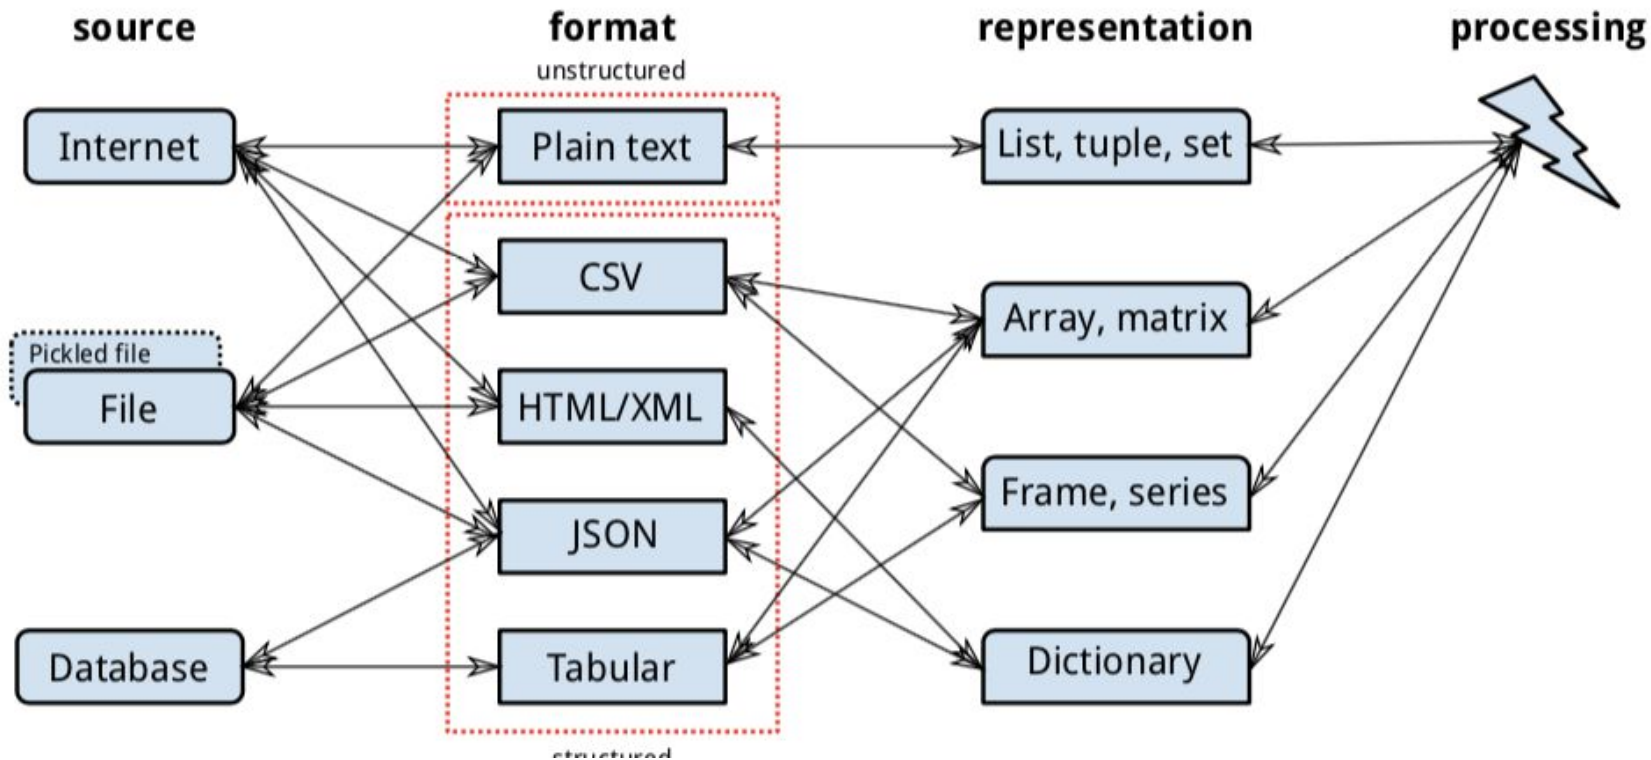 source
format
representation
processing
unstructured
Internet
Plain text
List, tuple, set
CSV
Array, matrix
Pickled file
File
HTML/XML
Frame, series
JSON
Database
Tabular
Dictionary
structured